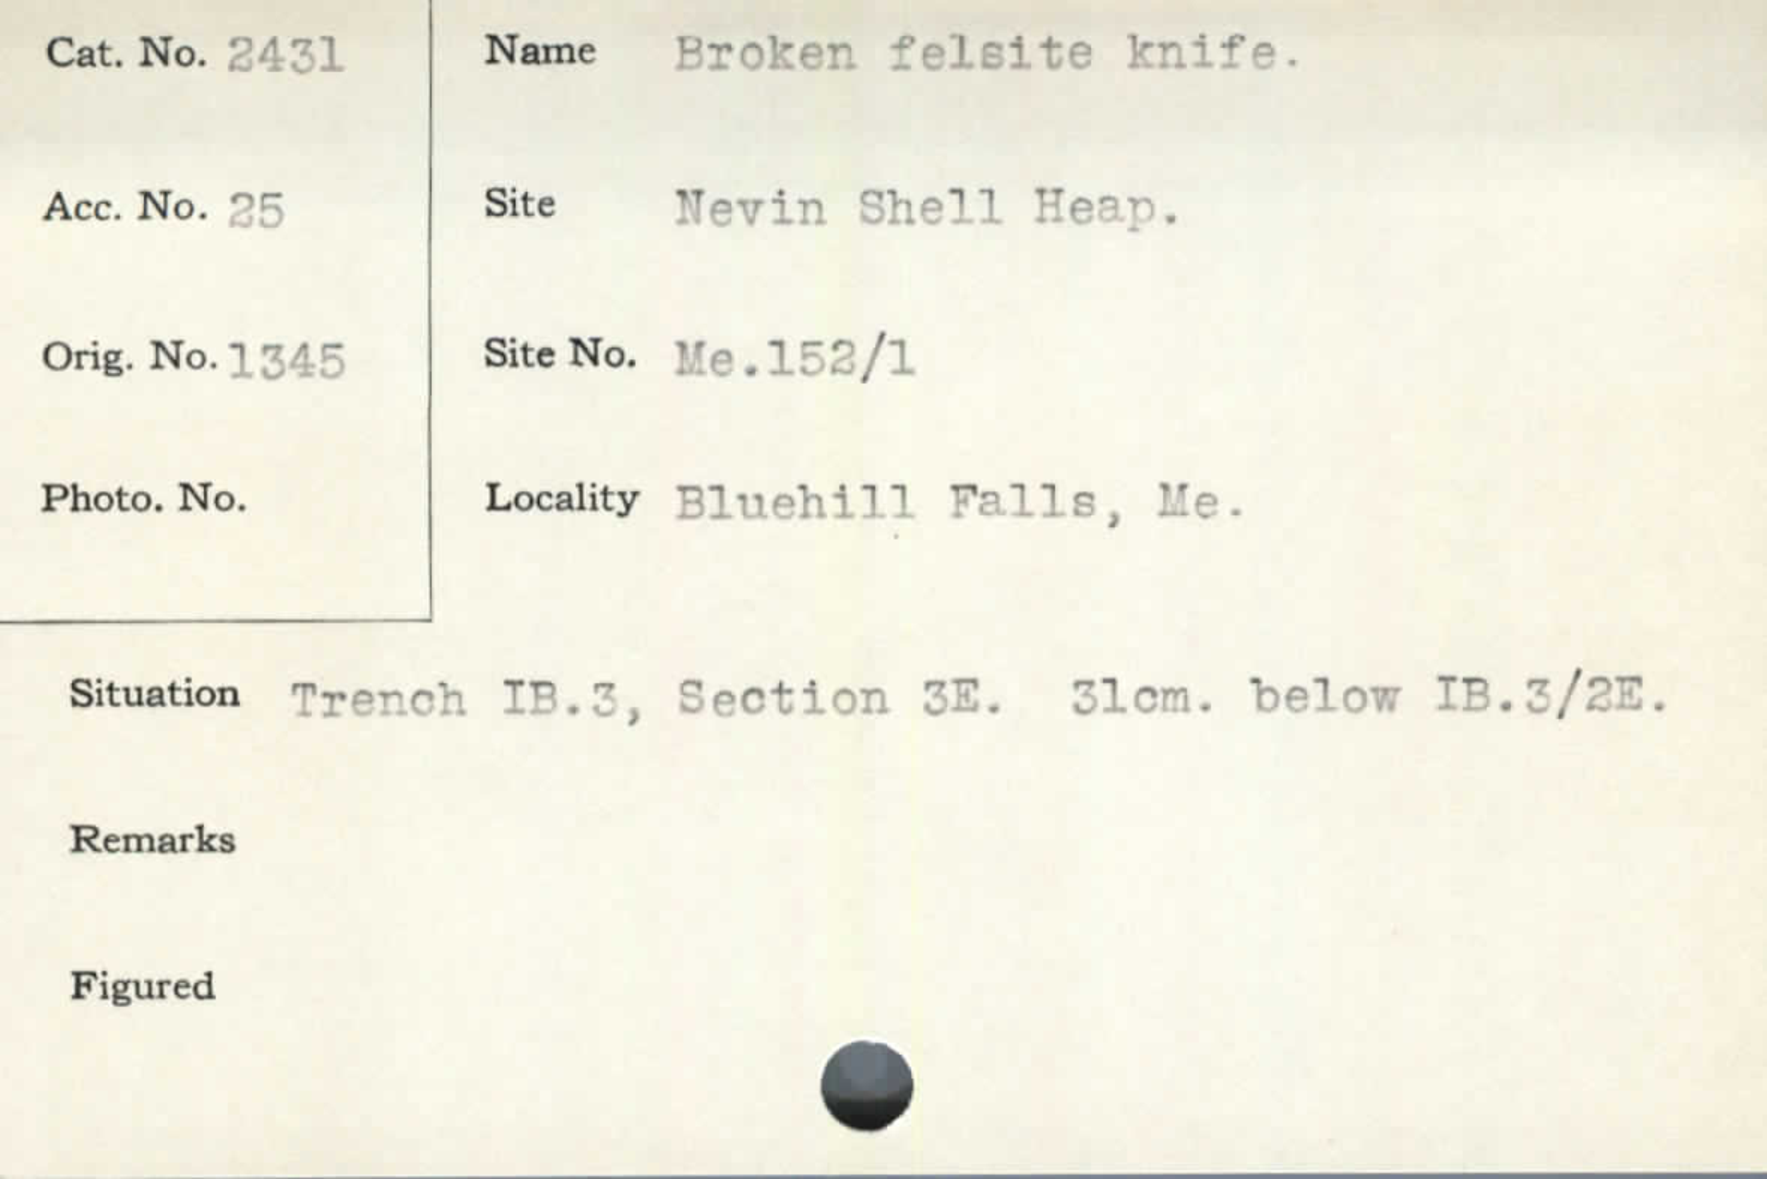 Cat. No. 2431 Name Broken felsite knife.
Acc. No. 25 Site Nevin Shell Heap.
Orig. No. 1345 Site No. Me.152/1
Photo. No. Locality Bluehill Falls, Me.
Situation Trench IB.3, Section 3E. 31cm. below IB.3/2E.
Remarks
Figured